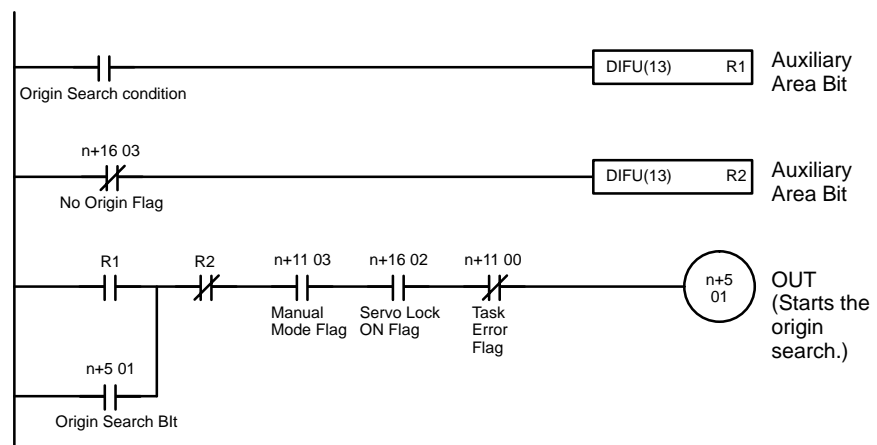 DIFU(13) R1
Auxiliary
Area Bit
Origin Search condition
n+16 03
DIFU(13) R2
Auxiliary
Area Bit
No Origin Flag
R1
R2
n+11 03
n+16 02
n+11 00
n+5
01
OUT
(Starts the
origin
search.)
Manual
Mode Flag
Servo Lock
ON Flag
Task
Error
Flag
n+5 01
Origin Search BIt